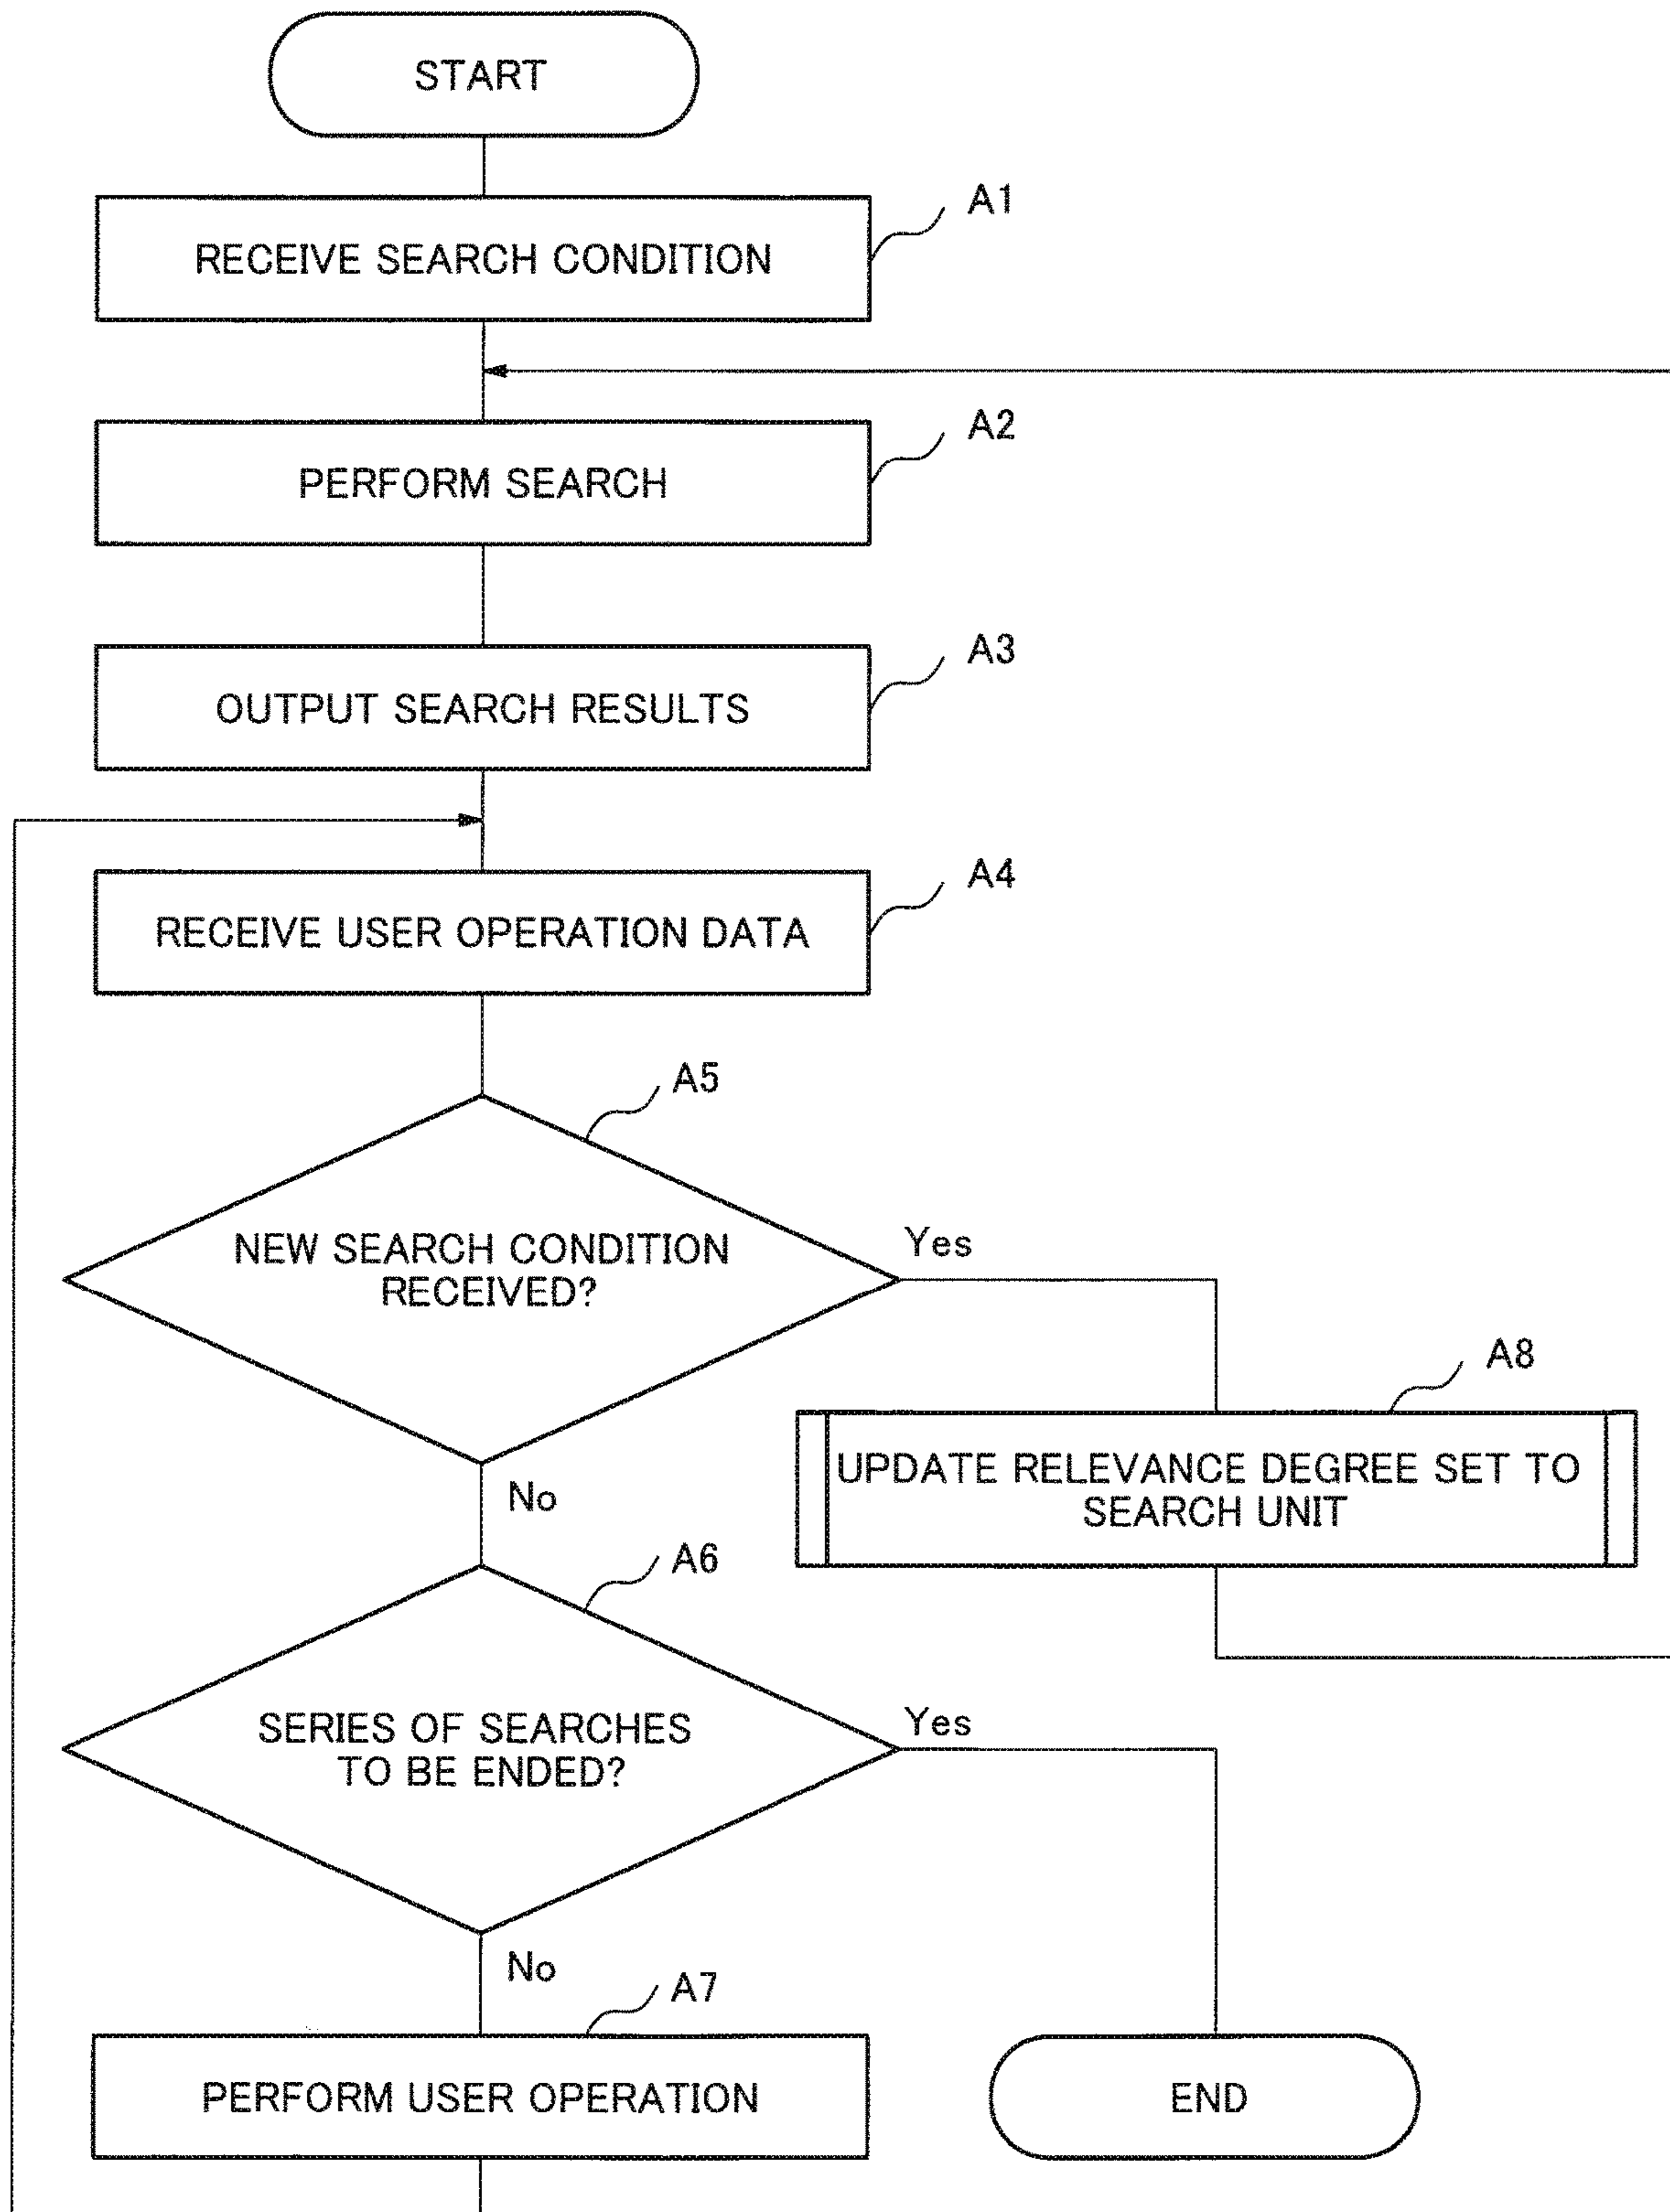 START
A1
RECEIVE SEARCH CONDITION
A2
PERFORM SEARCH
A3
OUTPUT SEARCH RESULTS
A4
RECEIVE USER OPERATION DATA
A5
NEW SEARCH CONDITION
RECEIVED?
Yes
A8
UPDATE RELEVANCE DEGREE SET TO
SEARCH UNIT
No
A6
SERIES OF SEARCHES
TO BE ENDED?
Yes
No
A7
PERFORM USER OPERATION
END